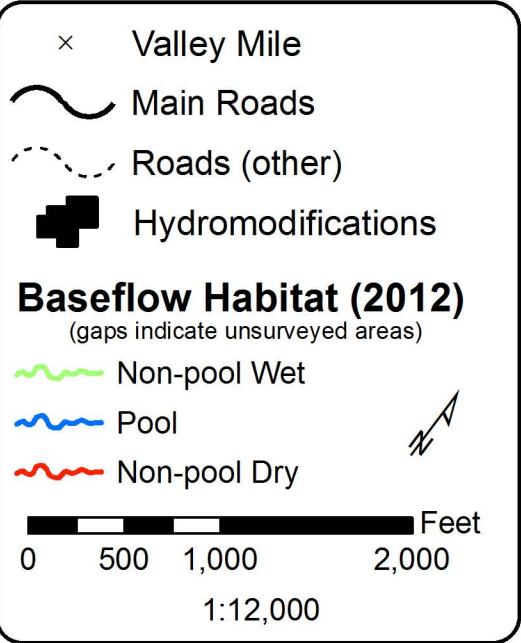 Valley Mile
Main Roads
Roads (other)
Hydromodifications
Baseflow Habitat (2012)
(gaps indicate unsurveyed areas)
Non-pool Wet
Pool
Non-pool Dry
N
Feet
0 500 1,000 2,000
1:12,000